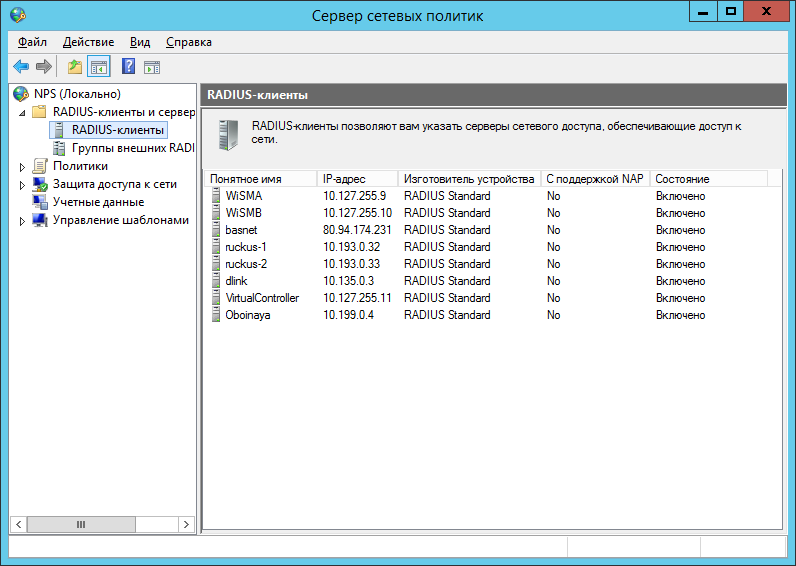 Сервер сетевых политик
Файл Действие Вид Справка
NPS (Локально)
RADIUS-клиенты и сервер
RADIUS-клиенты
Группы внешних RADI
Политики
Защита доступа к сети
Учетные данные
Управление шаблонами
RADIUS-клиенты
RADIUS-клиенты позволяют вам указать серверы сетевого доступа, обеспечивающие доступ к
сети.
Понятное имя IP-адрес Изготовитель устройства С поддержкой NAP Состояние
WiSMA 10.127.255.9 RADIUS Standard No Включено
WiSMB 10.127.255.10 RADIUS Standard No Включено
basnet 80.94.174.231 RADIUS Standard No Включено
ruckus-1 10.193.0.32 RADIUS Standard No Включено
ruckus-2 10.193.0.33 RADIUS Standard No Включено
dlink 10.135.0.3 RADIUS Standard No Включено
VirtualController 10.127.255.11 RADIUS Standard No Включено
Oboinaya 10.199.0.4 RADIUS Standard No Включено